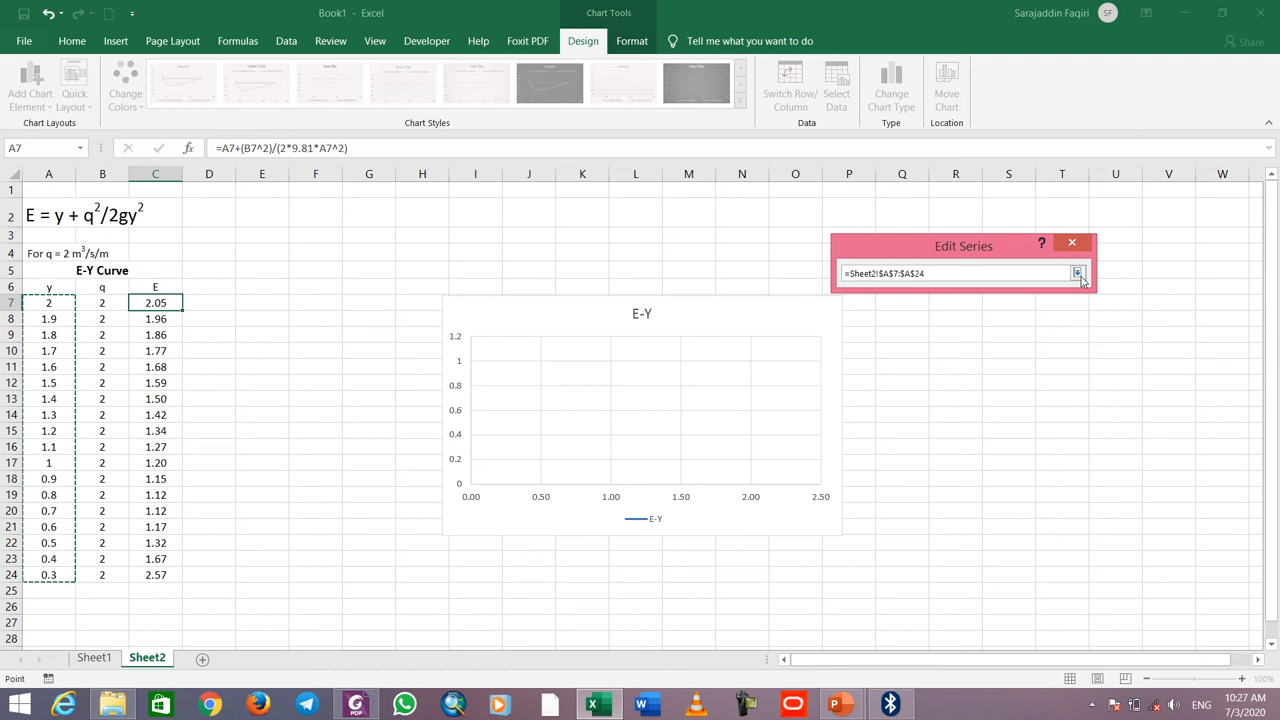 Book1 - Excel
Chart Tools
Sarajaddin Faqiri
SF
File
Home
Insert
Page Layout
Formulas
Data
Review
View
Developer
Help
Foxit PDF
Design
Format
Tell me what you want to do
Share
Add Chart
Element
Quick
Layout
Change
Colors
Switch Row/
Column
Select
Data
Change
Chart Type
Move
Chart
Chart Layouts
Chart Styles
Data
Type
Location
A7
fx
=A7+(B7^2)/(2*9.81*A7^2)
A B C D E F G H I J K L M N O P Q R S T U V W
1
2 E = y + q²/2gy²
3
4 For q = 2 m³/s/m
5 E-Y Curve
6 y q E
7 2 2 2.05
8 1.9 2 1.96
9 1.8 2 1.86
10 1.7 2 1.77
11 1.6 2 1.68
12 1.5 2 1.59
13 1.4 2 1.50
14 1.3 2 1.42
15 1.2 2 1.34
16 1.1 2 1.27
17 1 2 1.20
18 0.9 2 1.15
19 0.8 2 1.12
20 0.7 2 1.12
21 0.6 2 1.17
22 0.5 2 1.32
23 0.4 2 1.67
24 0.3 2 2.57
25
26
27
28
Edit Series
?
=Sheet2!$A$7:$A$24
E-Y
1.2
1
0.8
0.6
0.4
0.2
0
0.00 0.50 1.00 1.50 2.00 2.50
E-Y
Sheet1
Sheet2
Point
100%
PDF
ENG
10:27 AM
7/3/2020